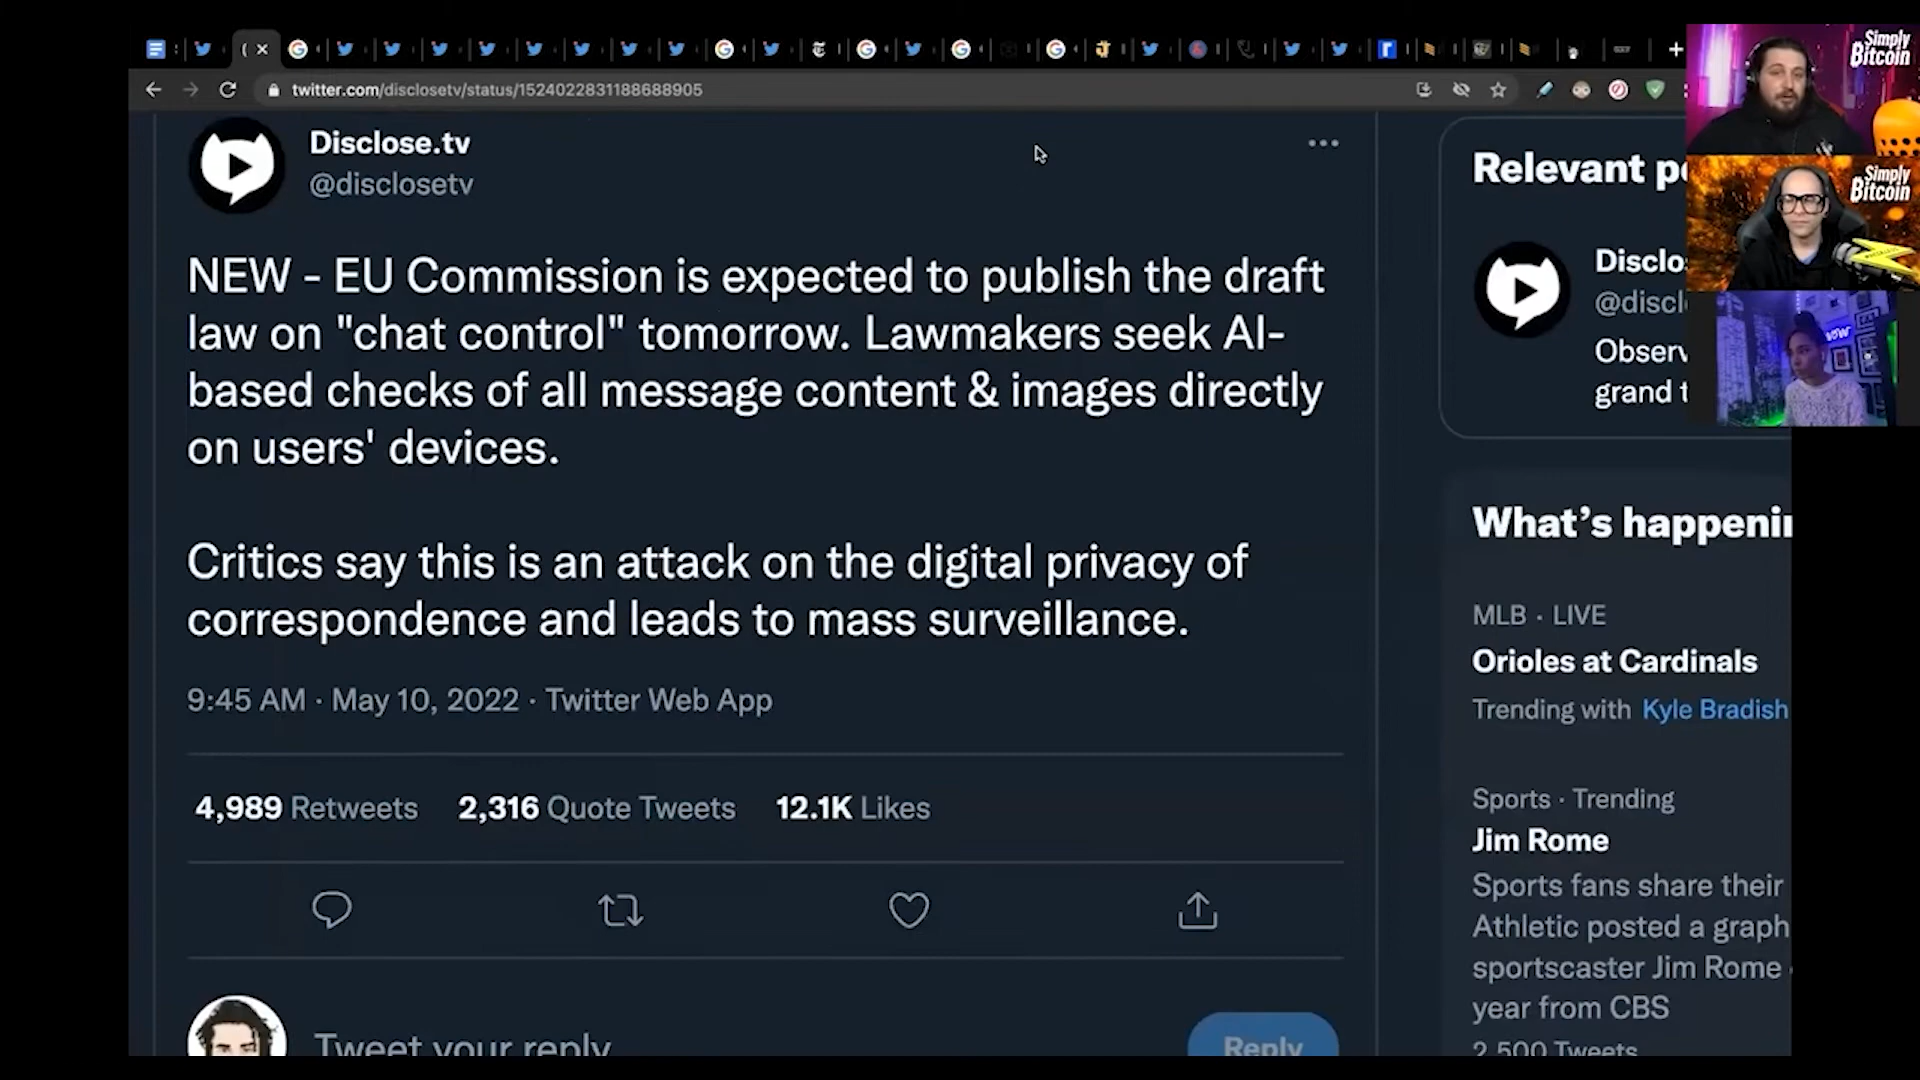 twitter.com/disclosetv/status/1524022831188688905
Simply
Bitcoin
Simply
Bitcoin
Disclose.tv
@disclosetv
NEW - EU Commission is expected to publish the draft
law on "chat control" tomorrow. Lawmakers seek AI-
based checks of all message content & images directly
on users' devices.
Critics say this is an attack on the digital privacy of
correspondence and leads to mass surveillance.
9:45 AM · May 10, 2022 · Twitter Web App
4,989 Retweets 2,316 Quote Tweets 12.1K Likes
Tweet your reply
Reply
Relevant pe
Disclo
@discl
Observ
grand t
What's happenin
MLB · LIVE
Orioles at Cardinals
Trending with Kyle Bradish
Sports · Trending
Jim Rome
Sports fans share their
Athletic posted a graph
sportscaster Jim Rome
year from CBS
2,500 Tweets